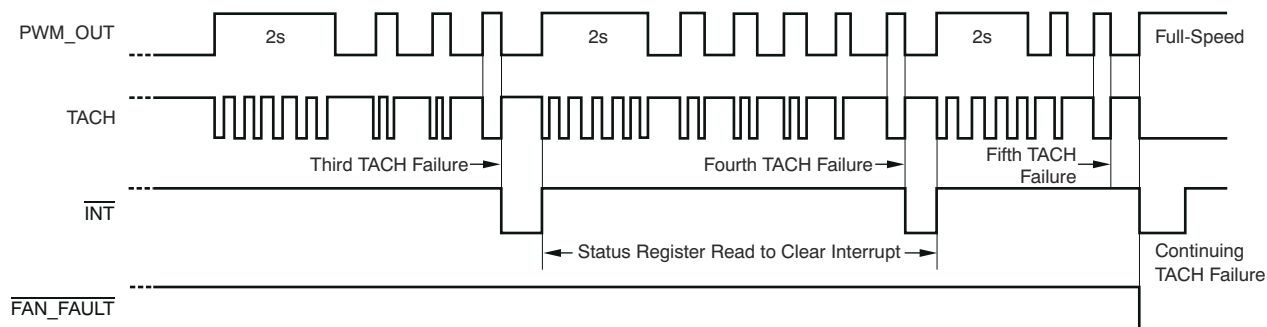 PWM_OUT
2s
2s
2s
Full-Speed
TACH
Third TACH Failure
Fourth TACH Failure
Fifth TACH
Failure
INT
Status Register Read to Clear Interrupt
Continuing
TACH Failure
FAN_FAULT